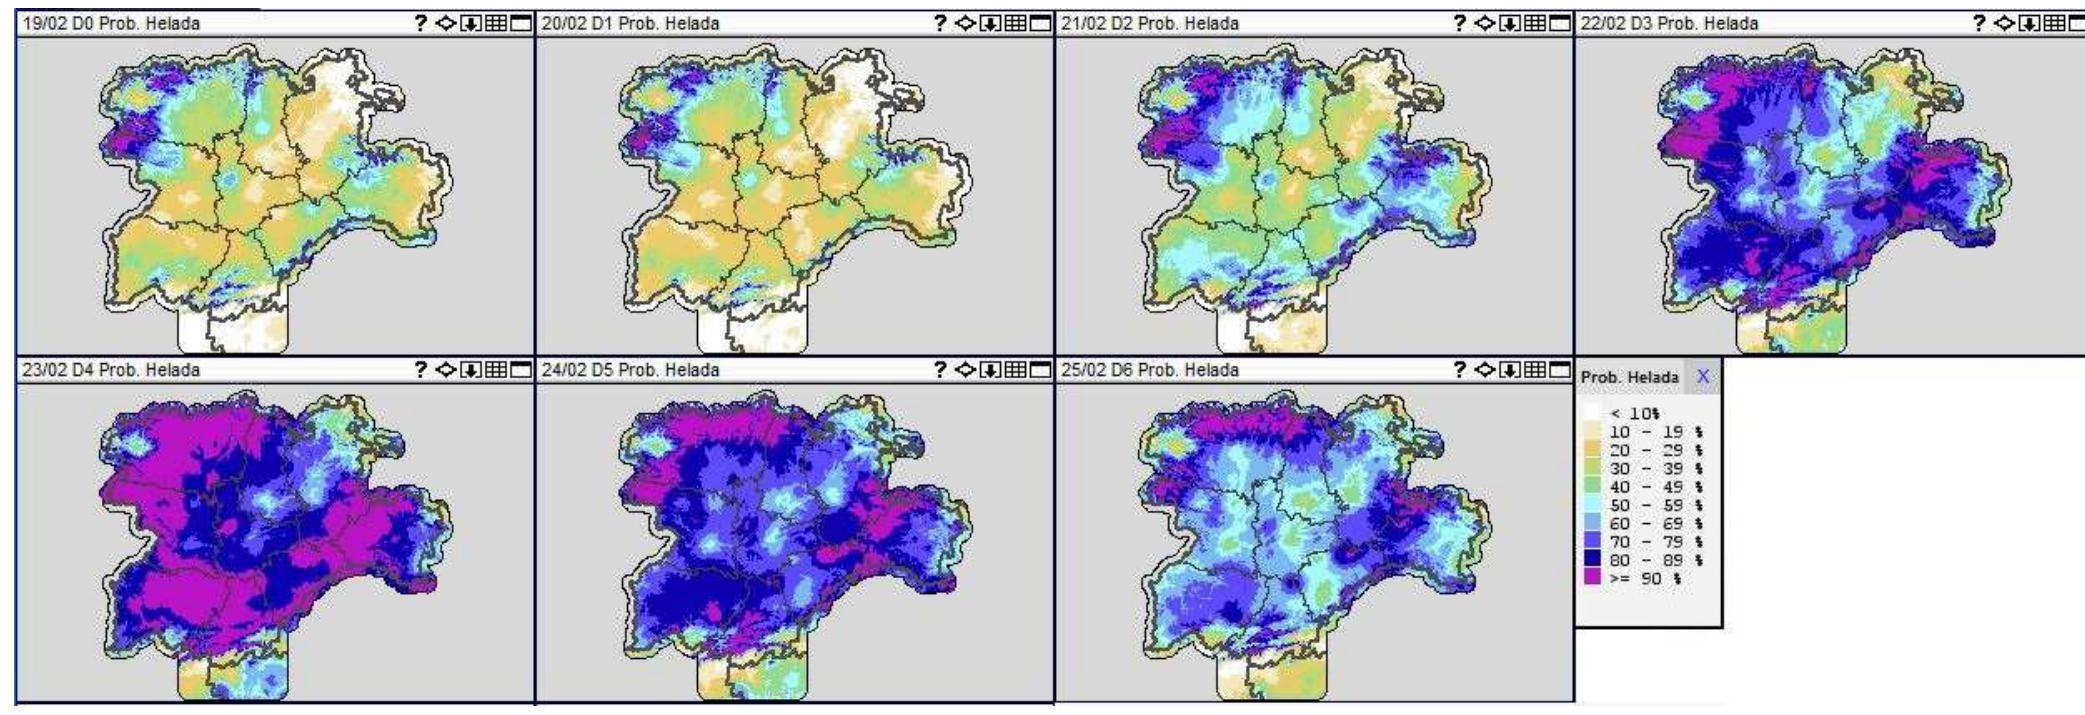 19/02 D0 Prob. Helada ?
20/02 D1 Prob. Helada ?
21/02 D2 Prob. Helada ?
22/02 D3 Prob. Helada ?
23/02 D4 Prob. Helada ?
24/02 D5 Prob. Helada ?
25/02 D6 Prob. Helada ?
Prob. Helada X
< 10%
10 - 19 %
20 - 29 %
30 - 39 %
40 - 49 %
50 - 59 %
60 - 69 %
70 - 79 %
80 - 89 %
>= 90 %